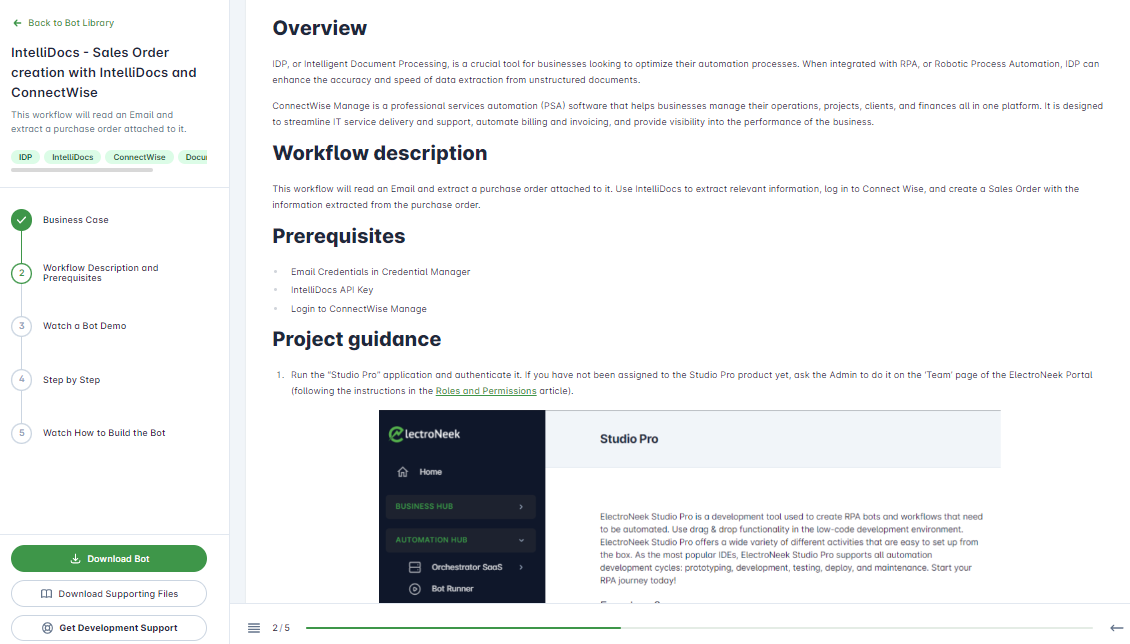 Back to Bot Library
IntelliDocs - Sales Order
creation with IntelliDocs and
ConnectWise
This workflow will read an Email and
extract a purchase order attached to it.
IDP
IntelliDocs
ConnectWise
Business Case
2
Workflow Description and
Prerequisites
3
Watch a Bot Demo
4
Step by Step
5
Watch How to Build the Bot
Download Bot
Download Supporting Files
Get Development Support
Overview
IDP, or Intelligent Document Processing, is a crucial tool for businesses looking to optimize their automation processes. When integrated with RPA, or Robotic Process Automation, IDP can
enhance the accuracy and speed of data extraction from unstructured documents.
ConnectWise Manage is a professional services automation (PSA) software that helps businesses manage their operations, projects, clients, and finances all in one platform. It is designed
to streamline IT service delivery and support, automate billing and invoicing, and provide visibility into the performance of the business.
Workflow description
This workflow will read an Email and extract a purchase order attached to it. Use IntelliDocs to extract relevant information, log in to Connect Wise, and create a Sales Order with the
information extracted from the purchase order.
Prerequisites
Email Credentials in Credential Manager
IntelliDocs API Key
Login to ConnectWise Manage
Project guidance
1. Run the "Studio Pro" application and authenticate it. If you have not been assigned to the Studio Pro product yet, ask the Admin to do it on the 'Team' page of the ElectroNeek Portal
(following the instructions in the Roles and Permissions article).
ElectroNeek
Home
BUSINESS HUB
AUTOMATION HUB
Orchestrator SaaS
Bot Runner
Studio Pro
ElectroNeek Studio Pro is a development tool used to create RPA bots and workflows that need
to be automated. Use drag & drop functionality in the low-code development environment.
ElectroNeek Studio Pro offers a wide variety of different activities that are easy to set up from
the box. As the most popular IDEs, ElectroNeek Studio Pro supports all automation
development cycles: prototyping, development, testing, deploy, and maintenance. Start your
RPA journey today!
2 / 5